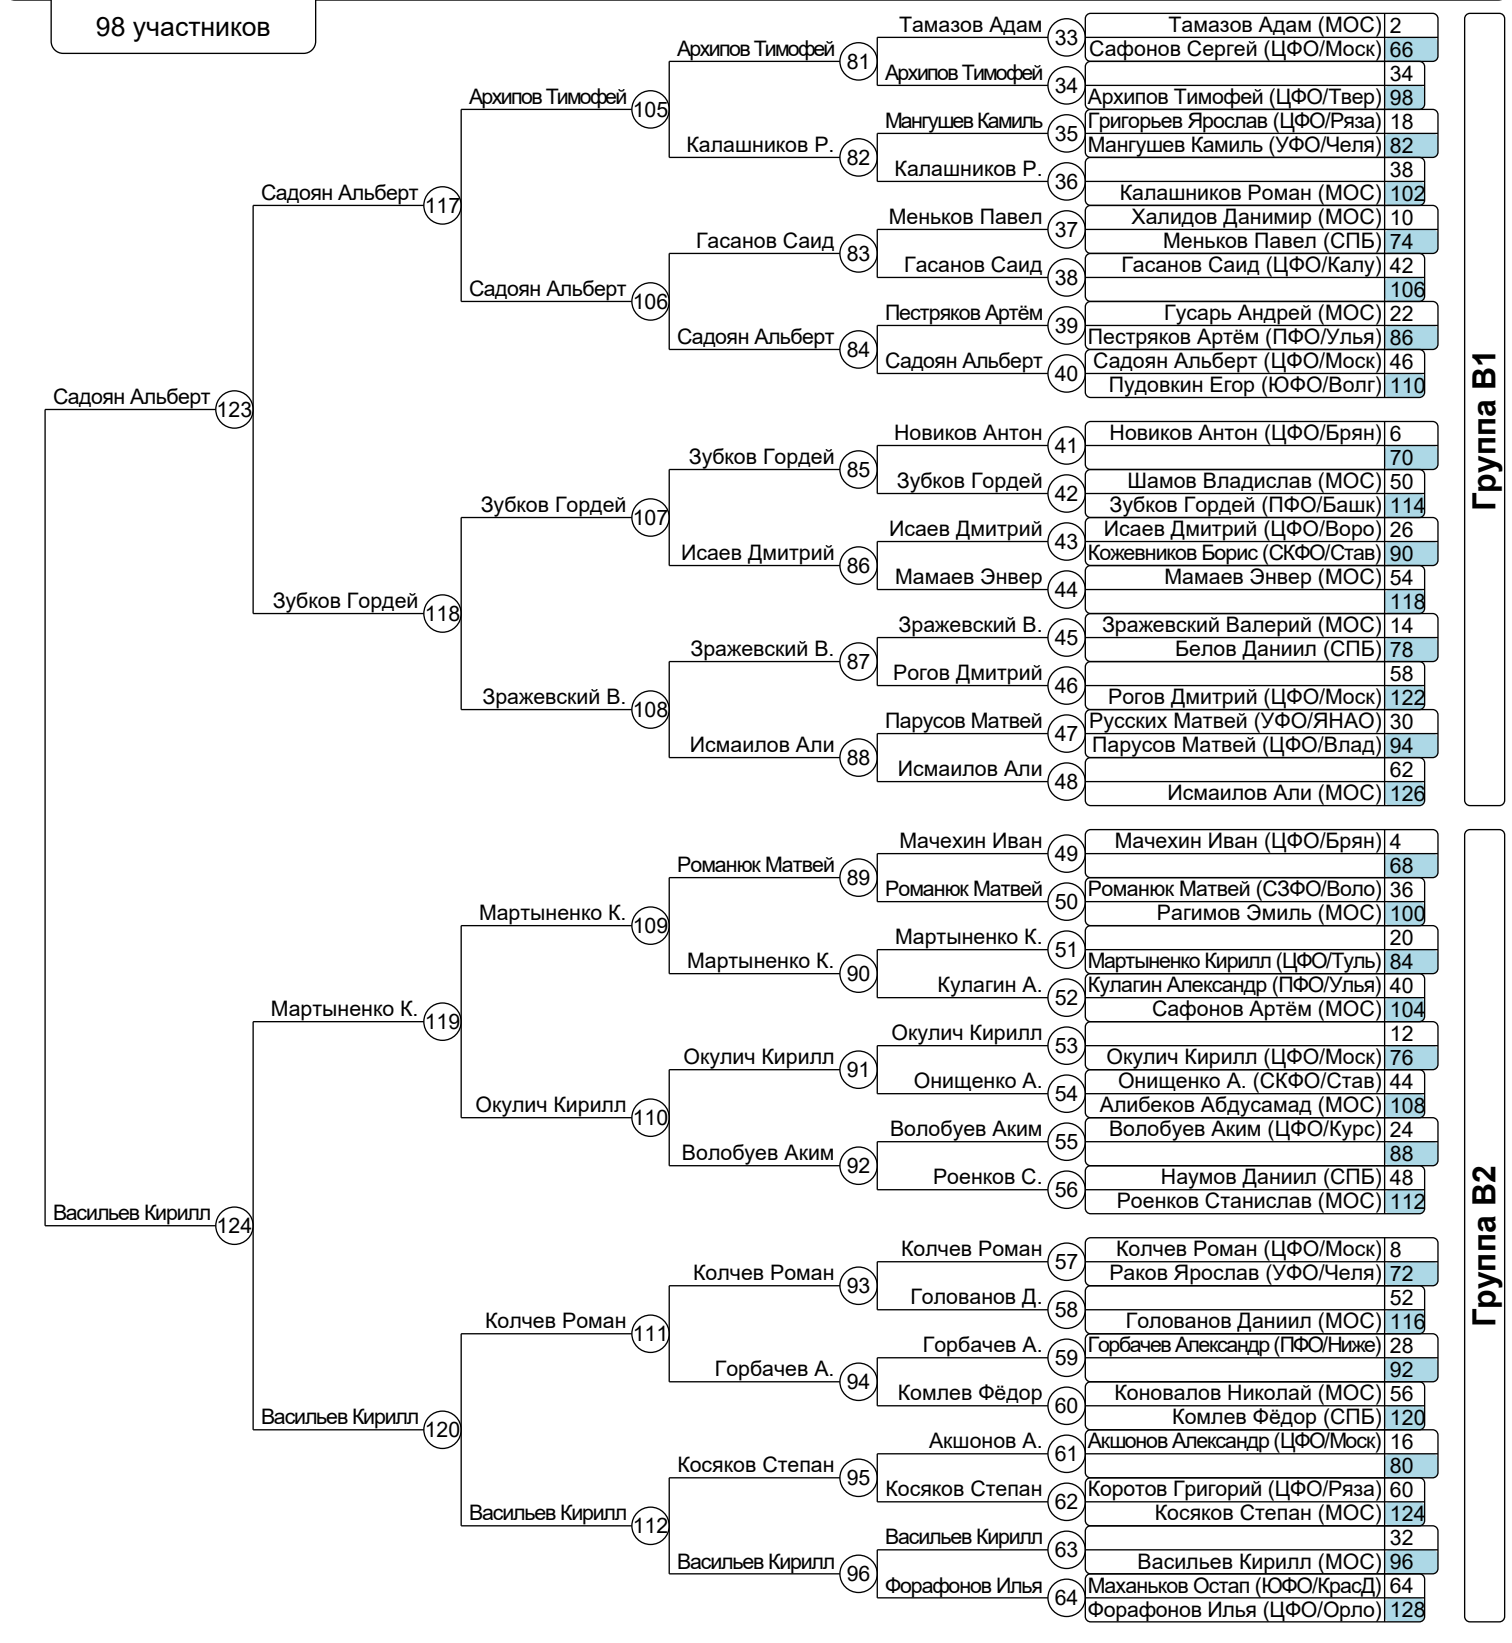 98 участников
Тамазов Адам 33 Тамазов Адам (МОС) 2
Архипов Тимофей 81 Сафонов Сергей (ЦФО/Моск) 66
Архипов Тимофей 34 34
Архипов Тимофей 105 Архипов Тимофей (ЦФО/Твер) 98
Мангушев Камиль 35 Григорьев Ярослав (ЦФО/Ряза) 18
Калашников Р. 82 Мангушев Камиль (УФО/Челя) 82
Калашников Р. 36 38
Садоян Альберт 117 Калашников Роман (МОС) 102
Меньков Павел 37 Халидов Данимир (МОС) 10
Гасанов Саид 83 Меньков Павел (СПБ) 74
Гасанов Саид 38 Гасанов Саид (ЦФО/Калу) 42
Садоян Альберт 106 106
Пестряков Артём 39 Гусарь Андрей (МОС) 22
Садоян Альберт 84 Пестряков Артём (ПФО/Улья) 86
Садоян Альберт 40 Садоян Альберт (ЦФО/Моск) 46
Садоян Альберт 123 Пудовкин Егор (ЮФО/Волг) 110
Группа В1
Новиков Антон 41 Новиков Антон (ЦФО/Брян) 6
Зубков Гордей 85 70
Зубков Гордей 42 Шамов Владислав (МОС) 50
Зубков Гордей 107 Зубков Гордей (ПФО/Башк) 114
Исаев Дмитрий 43 Исаев Дмитрий (ЦФО/Воро) 26
Исаев Дмитрий 86 Кожевников Борис (СКФО/Став) 90
Мамаев Энвер 44 Мамаев Энвер (МОС) 54
Зубков Гордей 118 118
Зражевский В. 45 Зражевский Валерий (МОС) 14
Зражевский В. 87 Белов Даниил (СПБ) 78
Рогов Дмитрий 46 58
Зражевский В. 108 Рогов Дмитрий (ЦФО/Моск) 122
Парусов Матвей 47 Русских Матвей (УФО/ЯНАО) 30
Исмаилов Али 88 Парусов Матвей (ЦФО/Влад) 94
Исмаилов Али 48 62
Исмаилов Али (МОС) 126
Мачехин Иван 49 Мачехин Иван (ЦФО/Брян) 4
Романюк Матвей 89 68
Романюк Матвей 50 Романюк Матвей (СЗФО/Воло) 36
Мартыненко К. 109 Рагимов Эмиль (МОС) 100
Мартыненко К. 51 20
Мартыненко К. 90 Мартыненко Кирилл (ЦФО/Туль) 84
Кулагин А. 52 Кулагин Александр (ПФО/Улья) 40
Мартыненко К. 119 Сафонов Артём (МОС) 104
Окулич Кирилл 53 12
Окулич Кирилл 91 Окулич Кирилл (ЦФО/Моск) 76
Онищенко А. 54 Онищенко А. (СКФО/Став) 44
Окулич Кирилл 110 Алибеков Абдусамад (МОС) 108
Волобуев Аким 55 Волобуев Аким (ЦФО/Курс) 24
Волобуев Аким 92 88
Роенков С. 56 Наумов Даниил (СПБ) 48
Васильев Кирилл 124 Роенков Станислав (МОС) 112
Группа В2
Колчев Роман 57 Колчев Роман (ЦФО/Моск) 8
Колчев Роман 93 Раков Ярослав (УФО/Челя) 72
Голованов Д. 58 52
Колчев Роман 111 Голованов Даниил (МОС) 116
Горбачев А. 59 Горбачев Александр (ПФО/Ниже) 28
Горбачев А. 94 92
Комлев Фёдор 60 Коновалов Николай (МОС) 56
Васильев Кирилл 120 Комлев Фёдор (СПБ) 120
Акшонов А. 61 Акшонов Александр (ЦФО/Моск) 16
Косяков Степан 95 80
Косяков Степан 62 Коротов Григорий (ЦФО/Ряза) 60
Васильев Кирилл 112 Косяков Степан (МОС) 124
Васильев Кирилл 63 32
Васильев Кирилл 96 Васильев Кирилл (МОС) 96
Форафонов Илья 64 Маханьков Остап (ЮФО/КрасД) 64
Форафонов Илья (ЦФО/Орло) 128